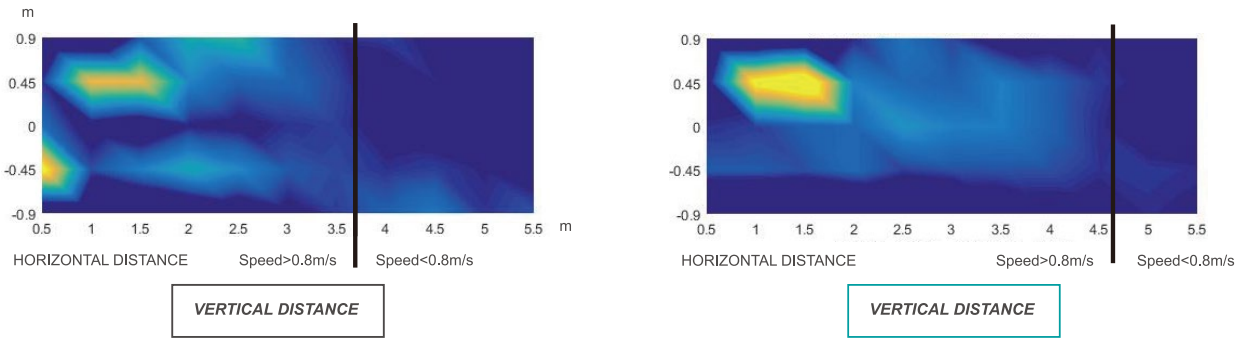 m
0.9
0.45
0
-0.45
-0.9
0.5 1 1.5 2 2.5 3 3.5 4 4.5 5 5.5 m
HORIZONTAL DISTANCE Speed>0.8m/s Speed<0.8m/s
VERTICAL DISTANCE
0.9
0.45
0
-0.45
-0.9
0.5 1 1.5 2 2.5 3 3.5 4 4.5 5 5.5
HORIZONTAL DISTANCE Speed>0.8m/s Speed<0.8m/s
VERTICAL DISTANCE